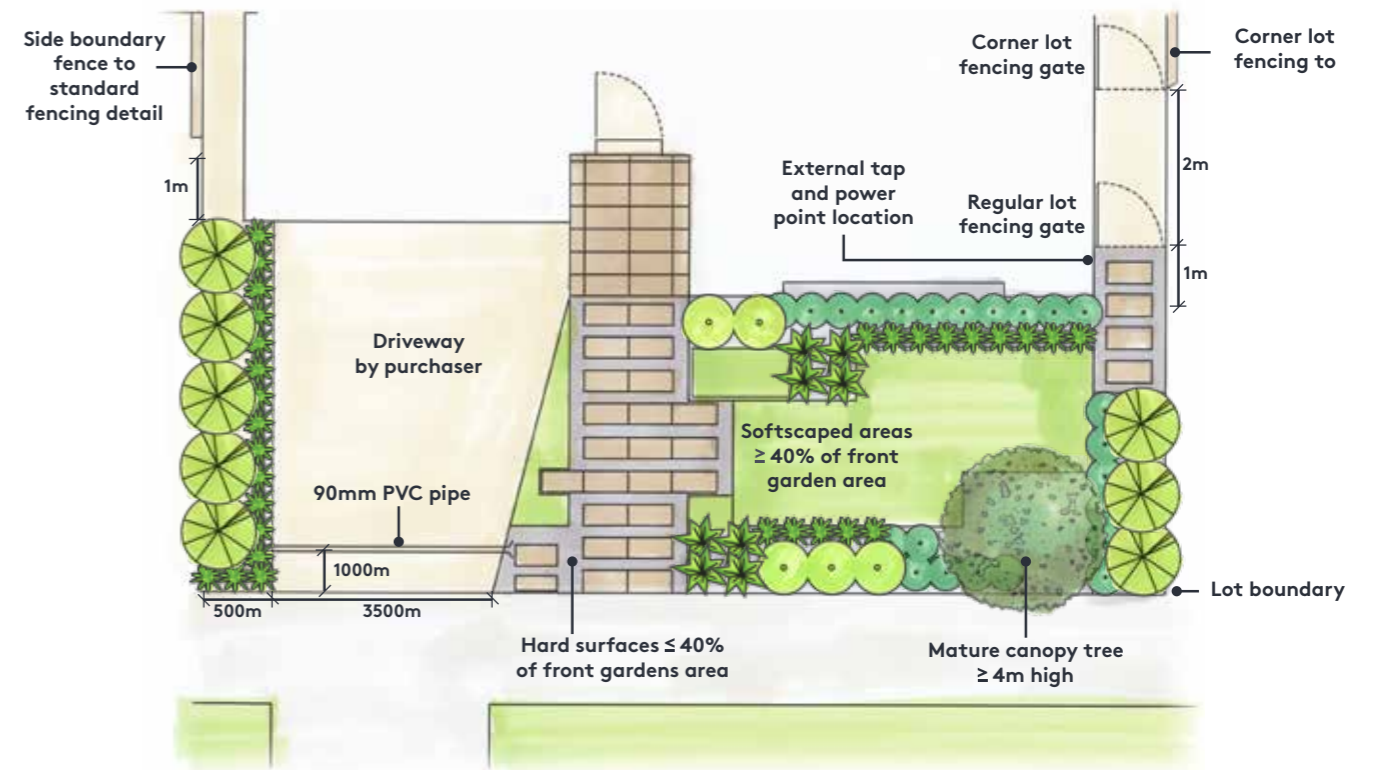 Side boundary
fence to
standard
fencing detail
Corner lot
fencing gate
Corner lot
fencing to
1m
2m
External tap
and power
point location
Regular lot
fencing gate
1m
Driveway
by purchaser
Softscaped areas
≥ 40% of front
garden area
90mm PVC pipe
1000m
500m
3500m
Lot boundary
Hard surfaces ≤ 40%
of front gardens area
Mature canopy tree
≥ 4m high